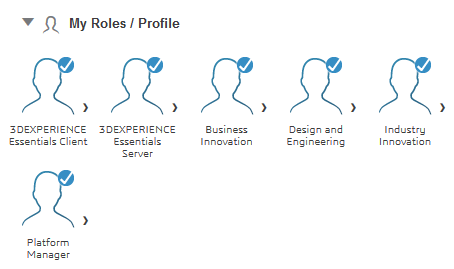 My Roles / Profile
3DEXPERIENCE
Essentials Client
3DEXPERIENCE
Essentials
Server
Business
Innovation
Design and
Engineering
Industry
Innovation
Platform
Manager